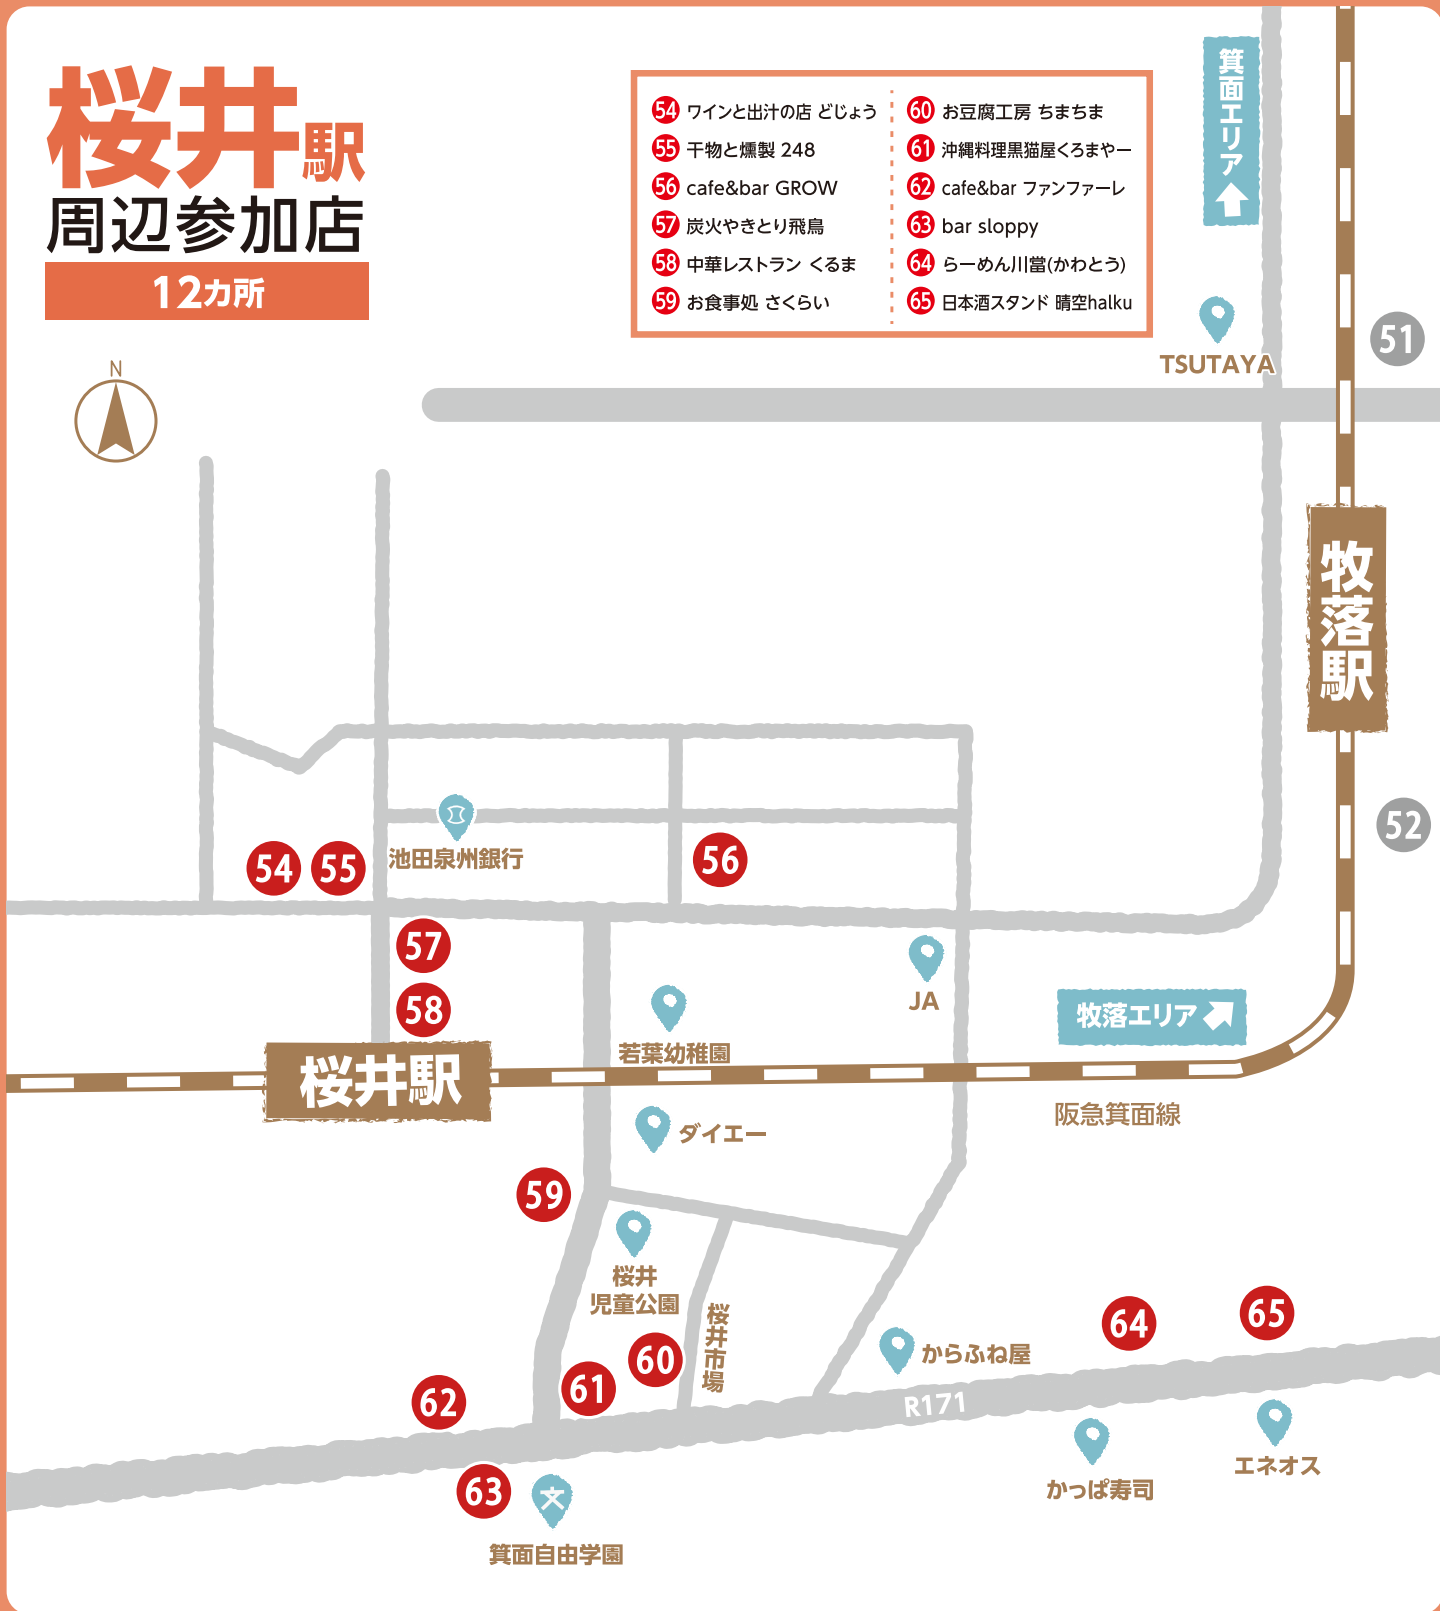 桜井駅
周辺参加店
12カ所
N
54 ワインと出汁の店 どじょう
55 干物と燻製 248
56 cafe&bar GROW
57 炭火やきとり飛鳥
58 中華レストラン くるま
59 お食事処 さくらい
60 お豆腐工房 ちまちま
61 沖縄料理黒猫屋くろまやー
62 cafe&bar ファンファーレ
63 bar sloppy
64 らーめん川當(かわとう)
65 日本酒スタンド 晴空halku
箕面エリア
TSUTAYA
51
牧落駅
52
池田泉州銀行
54
55
56
57
58
JA
牧落エリア
若葉幼稚園
桜井駅
阪急箕面線
ダイエー
59
桜井
児童公園
桜井市場
60
61
62
63
からふね屋
64
65
R171
かっぱ寿司
エネオス
文
箕面自由学園